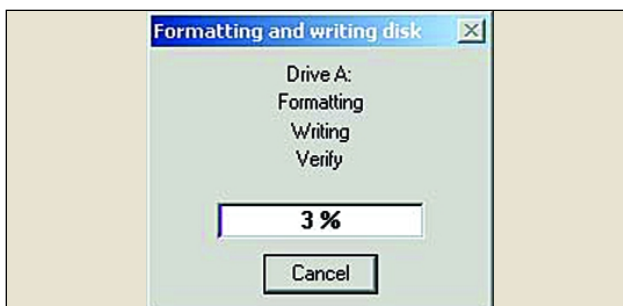 Formatting and writing disk
Drive A:
Formatting
Writing
Verify
3 %
Cancel